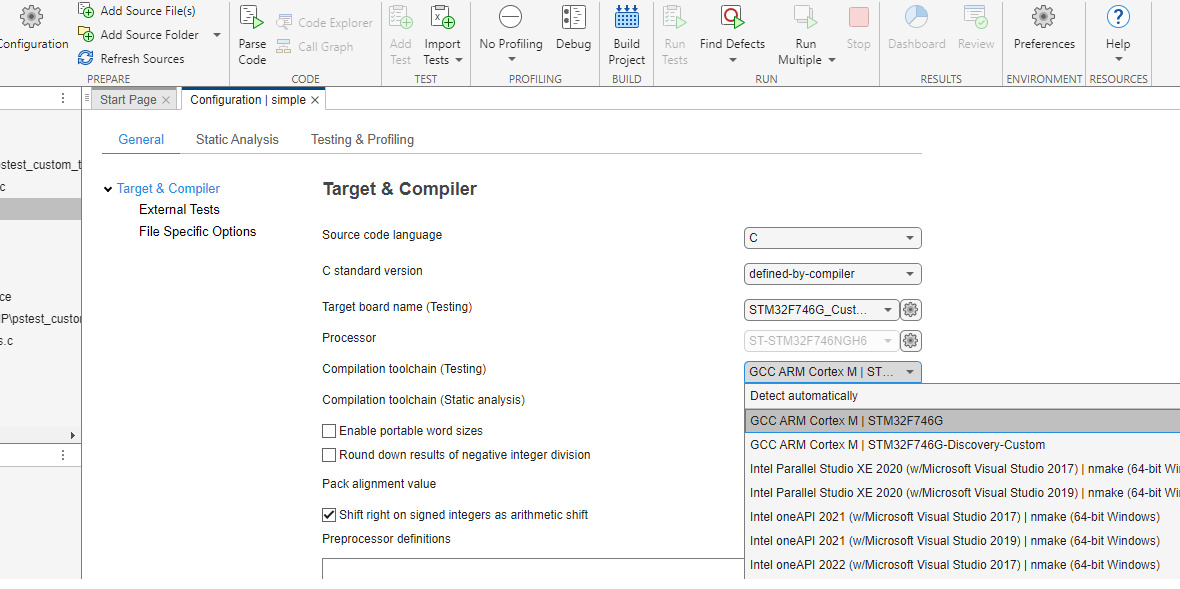 Configuration
Add Source File(s)
Add Source Folder
Refresh Sources
PREPARE
Parse
Code
Code Explorer
Call Graph
CODE
Add
Test
Import
Tests
TEST
No Profiling
Debug
PROFILING
Build
Project
BUILD
Run
Tests
Find Defects
Run
Multiple
Stop
RUN
Dashboard
Review
RESULTS
Preferences
ENVIRONMENT
?
Help
RESOURCES
Start Page
Configuration | simple
General
Static Analysis
Testing & Profiling
stest_custom_t
c
ce
IP\pstest_custor
s.c
Target & Compiler
External Tests
File Specific Options
Target & Compiler
Source code language
C
C standard version
defined-by-compiler
Target board name (Testing)
STM32F746G_Cust...
Processor
ST-STM32F746NGH6
Compilation toolchain (Testing)
GCC ARM Cortex M | ST...
Compilation toolchain (Static analysis)
Detect automatically
GCC ARM Cortex M | STM32F746G
GCC ARM Cortex M | STM32F746G-Discovery-Custom
Intel Parallel Studio XE 2020 (w/Microsoft Visual Studio 2017) | nmake (64-bit Wi
Intel Parallel Studio XE 2020 (w/Microsoft Visual Studio 2019) | nmake (64-bit Wi
Intel oneAPI 2021 (w/Microsoft Visual Studio 2017) | nmake (64-bit Windows)
Intel oneAPI 2021 (w/Microsoft Visual Studio 2019) | nmake (64-bit Windows)
Intel oneAPI 2022 (w/Microsoft Visual Studio 2017) | nmake (64-bit Windows)
Enable portable word sizes
Round down results of negative integer division
Pack alignment value
Shift right on signed integers as arithmetic shift
Preprocessor definitions